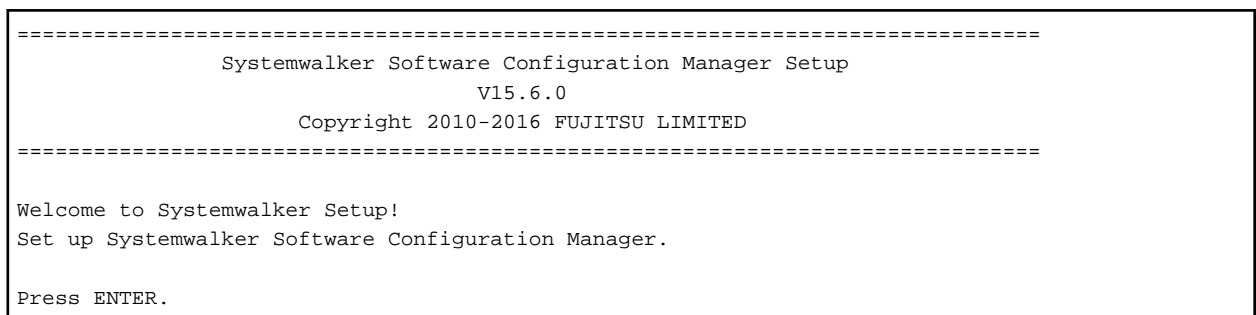 ================================================================================
Systemwalker Software Configuration Manager Setup
V15.6.0
Copyright 2010-2016 FUJITSU LIMITED
================================================================================
Welcome to Systemwalker Setup!
Set up Systemwalker Software Configuration Manager.
Press ENTER.